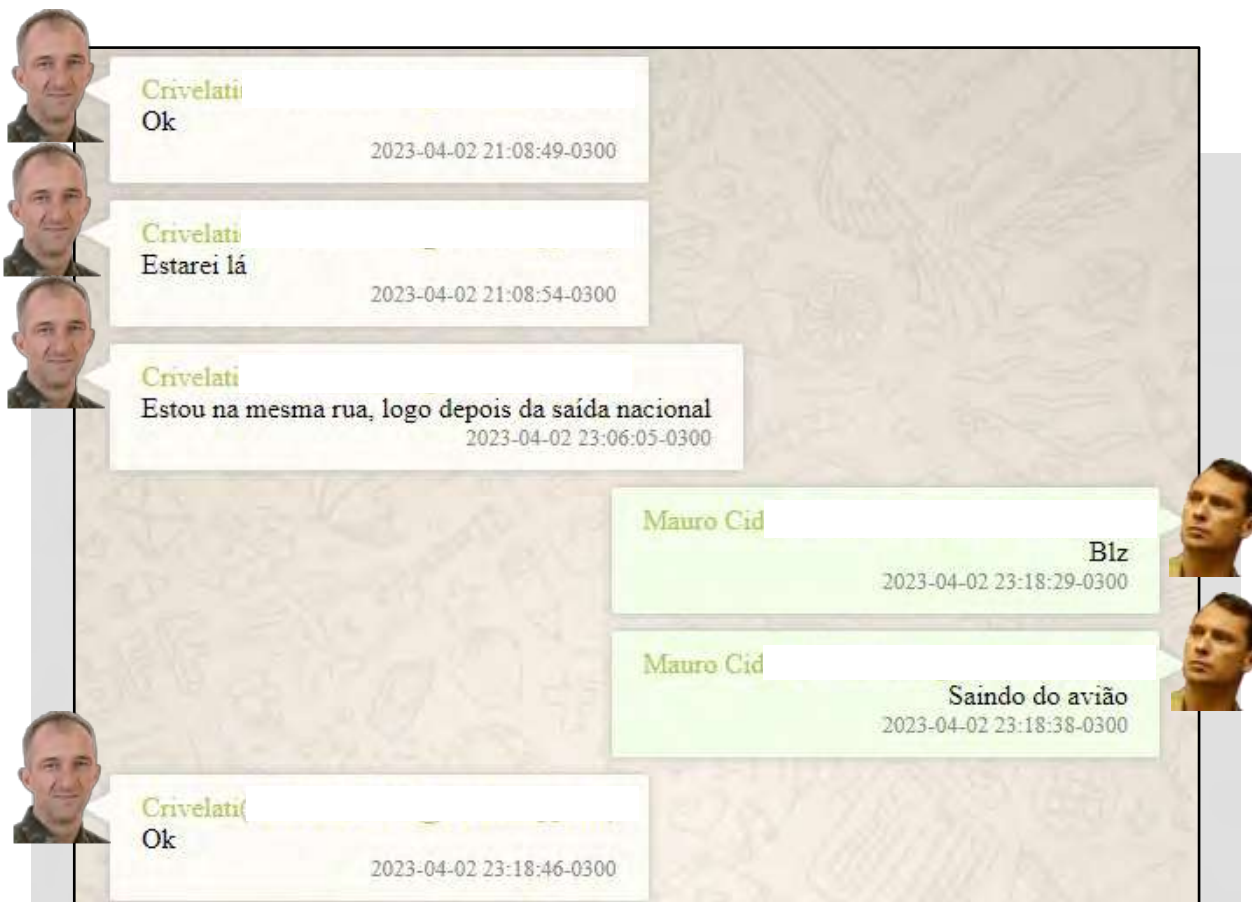 Crivelati
Ok
2023-04-02 21:08:49-0300
Crivelati
Estarei lá
2023-04-02 21:08:54-0300
Crivelati
Estou na mesma rua, logo depois da saída nacional
2023-04-02 23:06:05-0300
Mauro Cid
Blz
2023-04-02 23:18:29-0300
Mauro Cid
Saindo do avião
2023-04-02 23:18:38-0300
Crivelati
Ok
2023-04-02 23:18:46-0300